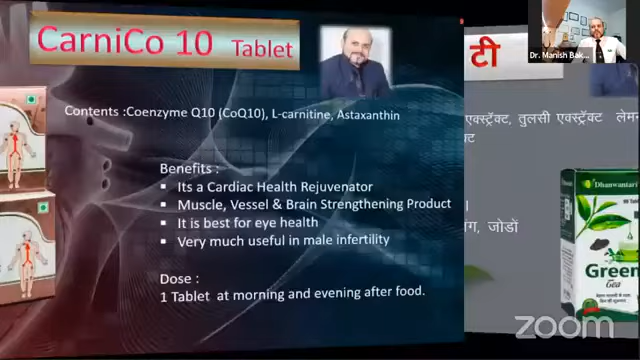 CarniCo 10 Tablet
Contents :Coenzyme Q10 (CoQ10), L-carnitine, Astaxanthin
Benefits :
▪ Its a Cardiac Health Rejuvenator
▪ Muscle, Vessel & Brain Strengthening Product
▪ It is best for eye health
▪ Very much useful in male infertility
Dose :
1 Tablet at morning and evening after food.
टी
Dr. Manish Bak...
एक्स्ट्रॅक्ट, तुलसी एक्स्ट्रॅक्ट लेमन
जोडों
Dhanwantari
Green
Tea
zoom